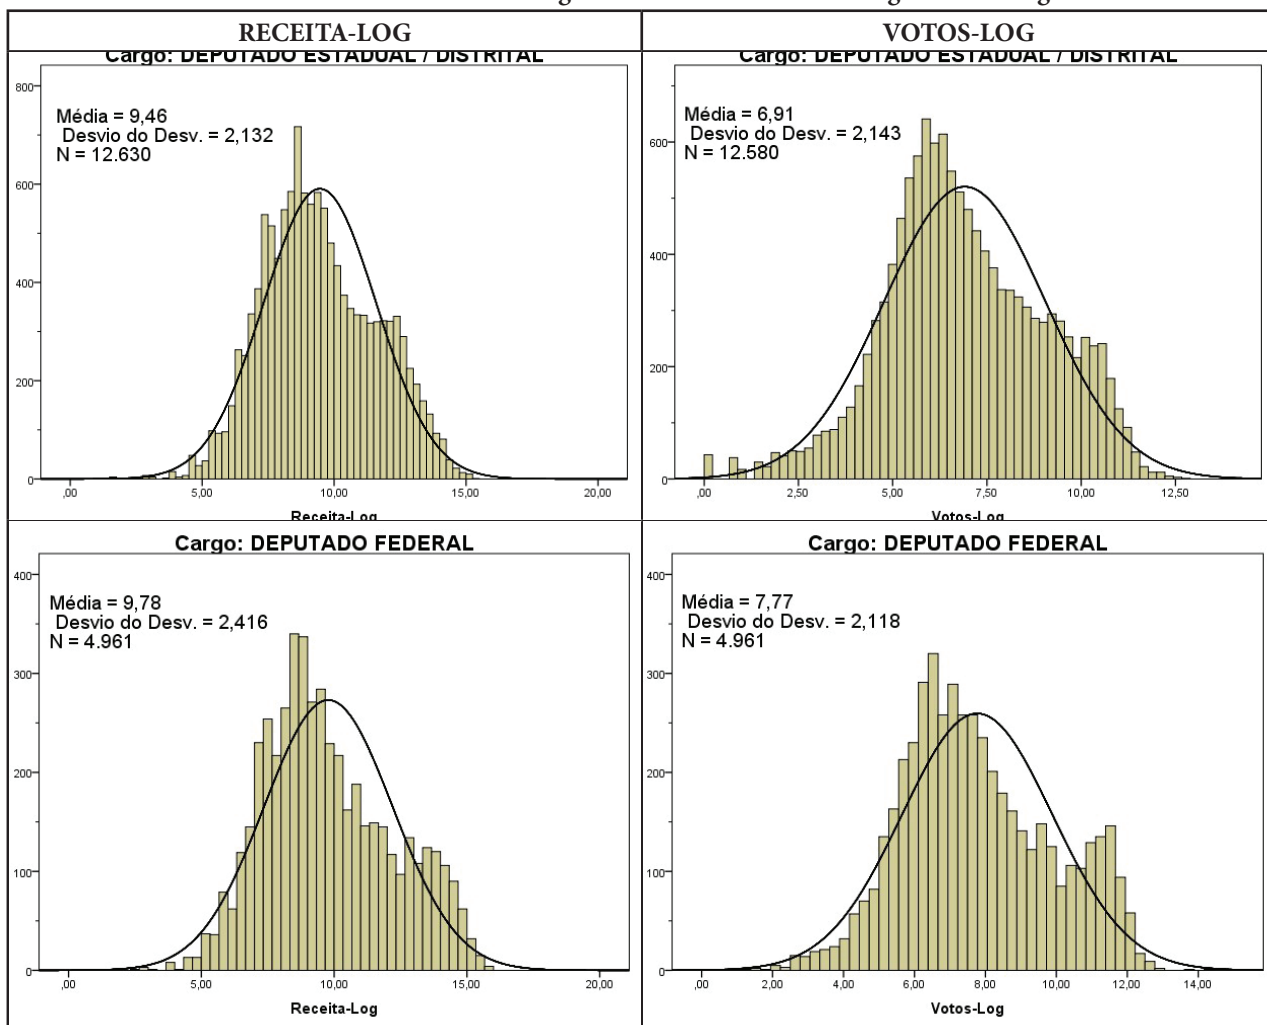 RECEITA-LOG
VOTOS-LOG
Cargo: DEPUTADO ESTADUAL / DISTRITAL
Média = 9,46
Desvio do Desv. = 2,132
N = 12.630
800
600
400
200
0
,00 5,00 10,00 15,00 20,00
Receita-Log
Cargo: DEPUTADO ESTADUAL / DISTRITAL
Média = 6,91
Desvio do Desv. = 2,143
N = 12.580
600
400
200
0
,00 2,50 5,00 7,50 10,00 12,50
Votos-Log
Cargo: DEPUTADO FEDERAL
Média = 9,78
Desvio do Desv. = 2,416
N = 4.961
400
300
200
100
0
,00 5,00 10,00 15,00 20,00
Receita-Log
Cargo: DEPUTADO FEDERAL
Média = 7,77
Desvio do Desv. = 2,118
N = 4.961
400
300
200
100
0
,00 2,00 4,00 6,00 8,00 10,00 12,00 14,00
Votos-Log